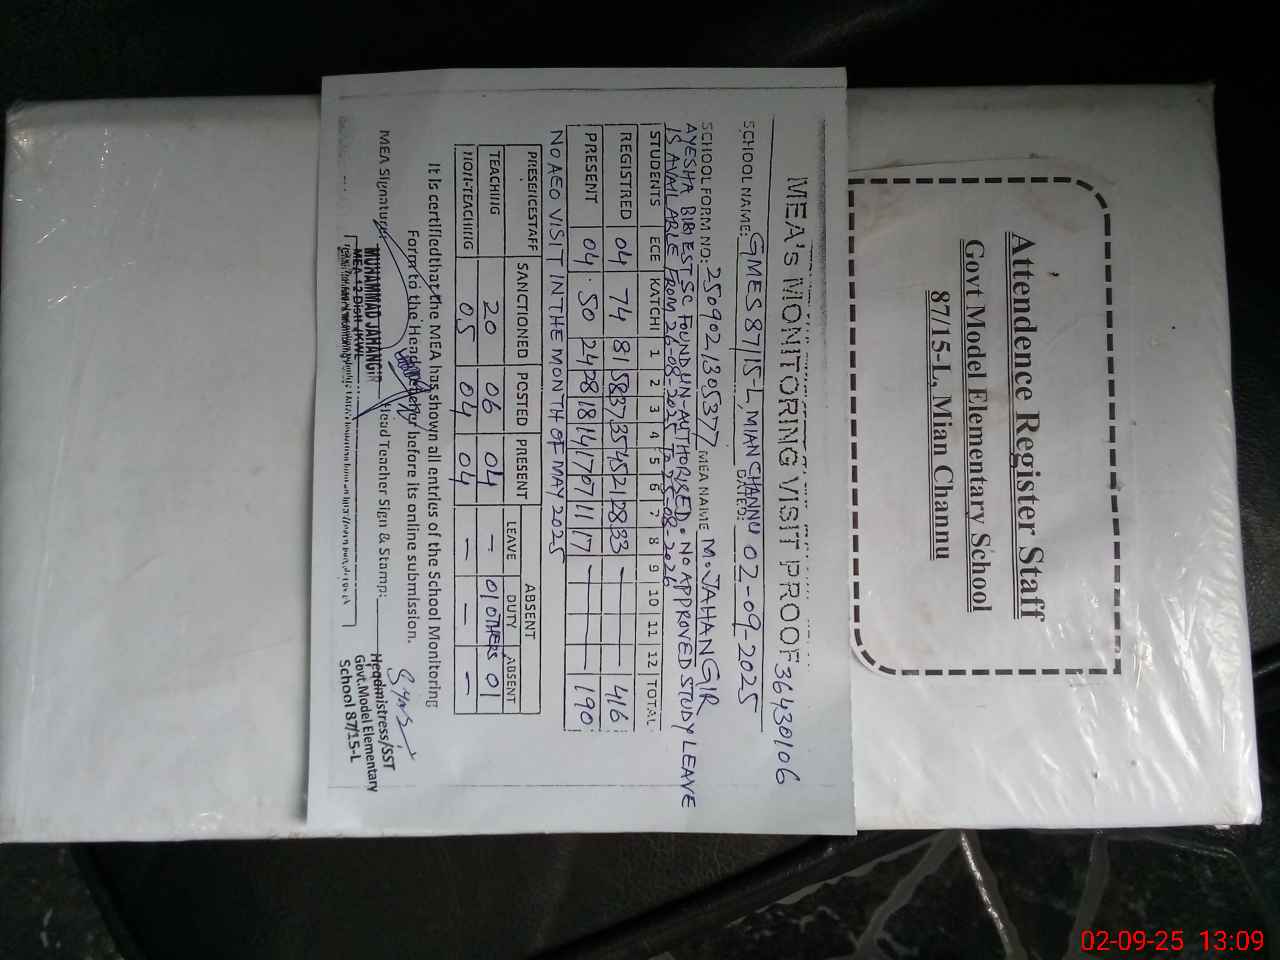 Attendence Register Staff
Govt Model Elementary School
87/15-L, Mian Channu
MEA'S MONITORING VISIT PROOF 36430106
SCHOOL NAME: GMES 87/15-L, MIAN CHANNU DATED: 02-09-2025
SCHOOL FORM NO: 2509021305377 MEA NAME M. JAHANGIR
AYESHA BIBI EST SC FOUND UN-AUTHORISED. NO APPROVED STUDY LEAVE
IS AVAILABLE FROM 26-08-2025 TO 25-08-2026
STUDENTS ECE KATCHI 1 2 3 4 5 6 7 8 9 10 11 12 TOTAL
REGISTRED 04 74 81 58 37 35 45 21 28 33 — — — — 416
PRESENT 04 50 24 28 18 14 17 07 11 17 — — — — 190
NO AEO VISIT IN THE MONTH OF MAY 2025
PRESENCE STAFF SANCTIONED PCSTED PRESENT ABSENT
LEAVE DUTY ABSENT
TEACHING 20 06 04 — 01 OTHERS 01
NON-TEACHING 05 04 04 — — —
It is certified that the MEA has shown all entries of the School Monitoring
Form to the Head Teacher before its online submission.
MEA Signature: Head Teacher Sign & Stamp:
MUHAMMAD JAHANGIR
MEA-12 Distt KWL
Headmistress/SST
Govt.Model Elementary
School 87/15-L
02-09-25 13:09